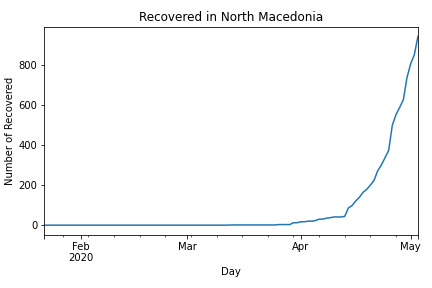 Recovered in North Macedonia
Number of Recovered
800
600
400
200
0
Feb
2020
Mar
Apr
May
Day